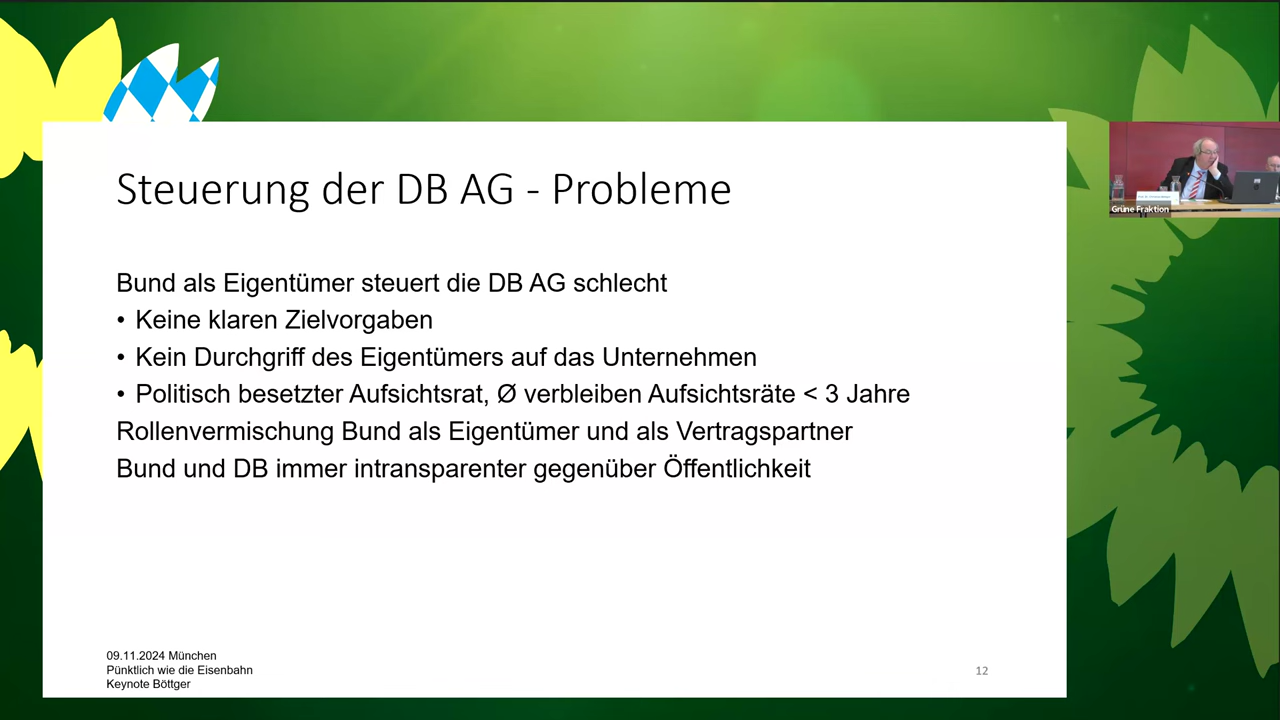 Steuerung der DB AG - Probleme
Bund als Eigentümer steuert die DB AG schlecht
• Keine klaren Zielvorgaben
• Kein Durchgriff des Eigentümers auf das Unternehmen
• Politisch besetzter Aufsichtsrat, Ø verbleiben Aufsichtsräte < 3 Jahre
Rollenvermischung Bund als Eigentümer und als Vertragspartner
Bund und DB immer intransparenter gegenüber Öffentlichkeit
09.11.2024 München
Pünktlich wie die Eisenbahn
Keynote Böttger
12
Grüne Fraktion